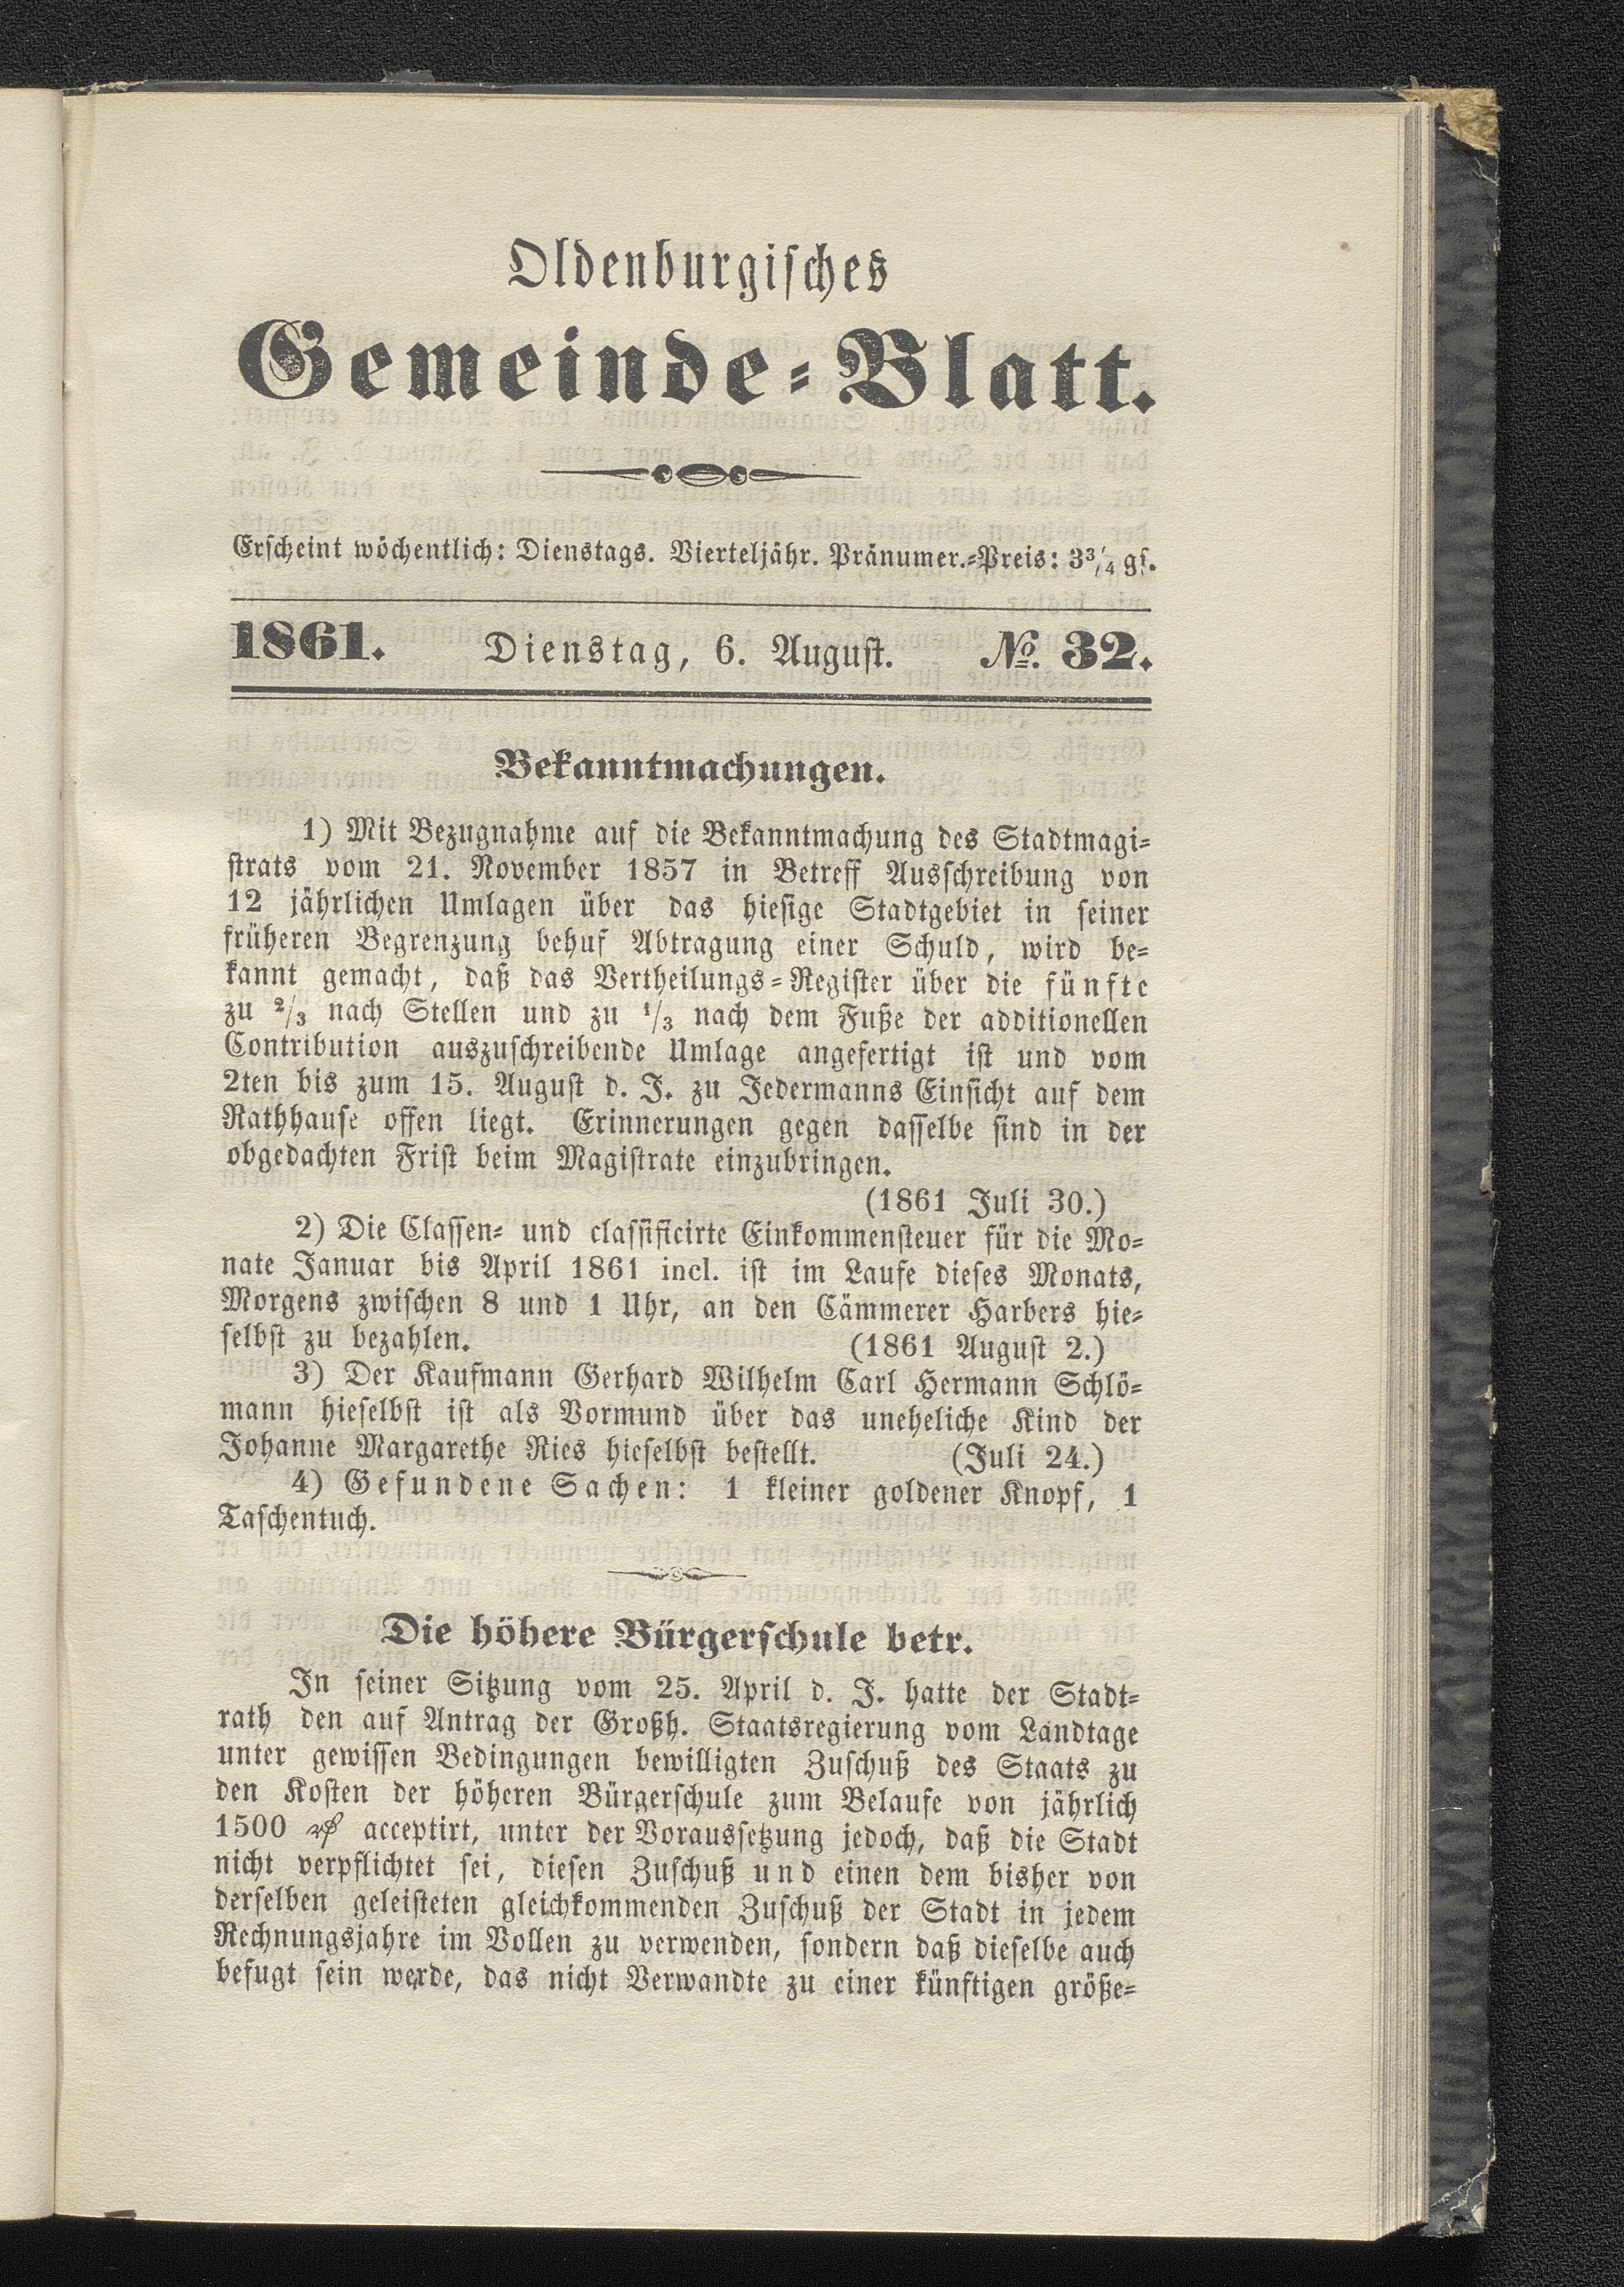 Oldenburgisches
Gemeinde-Blatt.
Erscheint wöchentlich: Dienstags. Vierteljähr. Pränumer.-Preis: 3¾ gs.
1861. Dienstag, 6. August. No. 32.
Bekanntmachungen.
1) Mit Bezugnahme auf die Bekanntmachung des Stadtmagi-
strats vom 21. November 1857 in Betreff Ausschreibung von
12 jährlichen Umlagen über das hiesige Stadtgebiet in seiner
früheren Begrenzung behuf Abtragung einer Schuld, wird be-
kannt gemacht, daß das Vertheilungs-Register über die fünfte
zu 2/3 nach Stellen und zu 1/3 nach dem Fuße der additionellen
Contribution auszuschreibende Umlage angefertigt ist und vom
2ten bis zum 15. August d. J. zu Jedermanns Einsicht auf dem
Rathhause offen liegt. Erinnerungen gegen dasselbe sind in der
obgedachten Frist beim Magistrate einzubringen.
(1861 Juli 30.)
2) Die Classen- und classificirte Einkommensteuer für die Mo-
nate Januar bis April 1861 incl. ist im Laufe dieses Monats,
Morgens zwischen 8 und 1 Uhr, an den Cämmerer Harbers hie-
selbst zu bezahlen. (1861 August 2.)
3) Der Kaufmann Gerhard Wilhelm Carl Hermann Schlö-
mann hieselbst ist als Vormund über das uneheliche Kind der
Johanne Margarethe Ries hieselbst bestellt. (Juli 24.)
4) Gefundene Sachen: 1 kleiner goldener Knopf, 1
Taschentuch.
Die höhere Bürgerschule betr.
In seiner Sitzung vom 25. April d. J. hatte der Stadt-
rath den auf Antrag der Großh. Staatsregierung vom Landtage
unter gewissen Bedingungen bewilligten Zuschuß des Staats zu
den Kosten der höheren Bürgerschule zum Belaufe von jährlich
1500 ₰ acceptirt, unter der Voraussetzung jedoch, daß die Stadt
nicht verpflichtet sei, diesen Zuschuß und einen dem bisher von
derselben geleisteten gleichkommenden Zuschuß der Stadt in jedem
Rechnungsjahre im Vollen zu verwenden, sondern daß dieselbe auch
befugt sein werde, das nicht Verwandte zu einer künftigen größe-